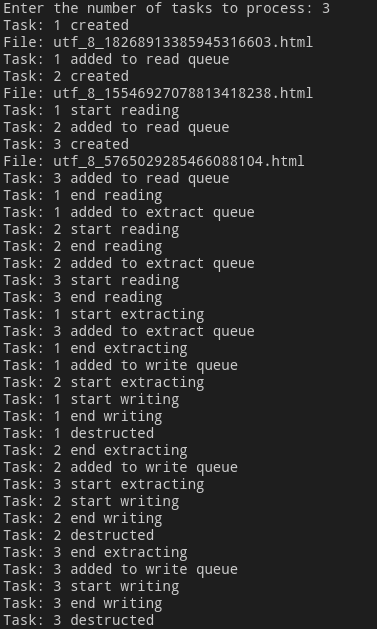 Enter the number of tasks to process: 3
Task: 1 created
File: utf_8_18268913385945316603.html
Task: 1 added to read queue
Task: 2 created
File: utf_8_15546927078813418238.html
Task: 1 start reading
Task: 2 added to read queue
Task: 3 created
File: utf_8_5765029285466088104.html
Task: 3 added to read queue
Task: 1 end reading
Task: 1 added to extract queue
Task: 2 start reading
Task: 2 end reading
Task: 2 added to extract queue
Task: 3 start reading
Task: 3 end reading
Task: 1 start extracting
Task: 3 added to extract queue
Task: 1 end extracting
Task: 1 added to write queue
Task: 2 start extracting
Task: 1 start writing
Task: 1 end writing
Task: 1 destructed
Task: 2 end extracting
Task: 2 added to write queue
Task: 3 start extracting
Task: 2 start writing
Task: 2 end writing
Task: 2 destructed
Task: 3 end extracting
Task: 3 added to write queue
Task: 3 start writing
Task: 3 end writing
Task: 3 destructed